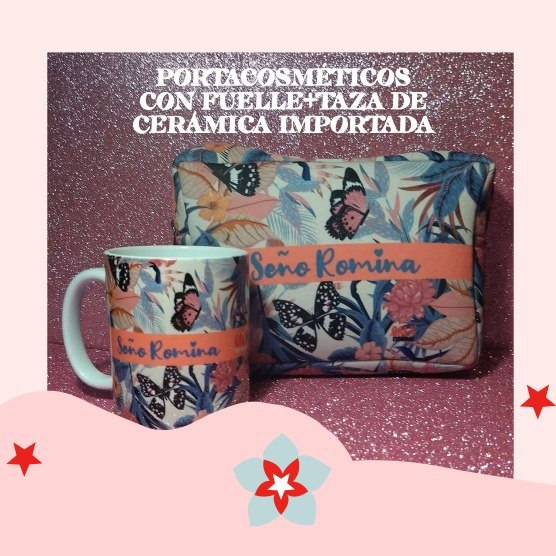 PORTACOSMÉTICOS
CON FUELLE+TAZA DE
CERÁMICA IMPORTADA
Seño Romina
Seño Romina